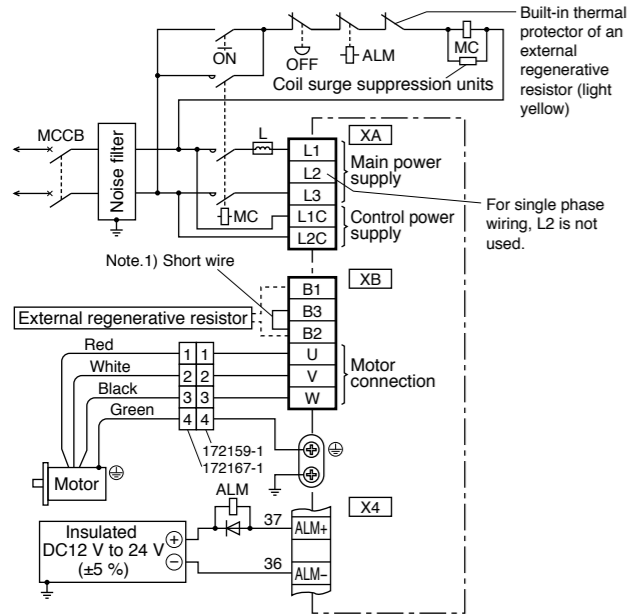 Built-in thermal
protector of an
external
regenerative
resistor (light
yellow)
ON
OFF
ALM
MC
Coil surge suppression units
MCCB
Noise filter
L
MC
XA
L1
L2
L3
L1C
L2C
Main power
supply
Control power
supply
For single phase
wiring, L2 is not
used.
Note.1) Short wire
XB
B1
B3
B2
U
V
W
External regenerative resistor
Motor
connection
Red
White
Black
Green
1 1
2 2
3 3
4 4
172159-1
172167-1
Motor
ALM
X4
Insulated
DC12 V to 24 V
(±5 %)
+
−
37
ALM+
36
ALM−